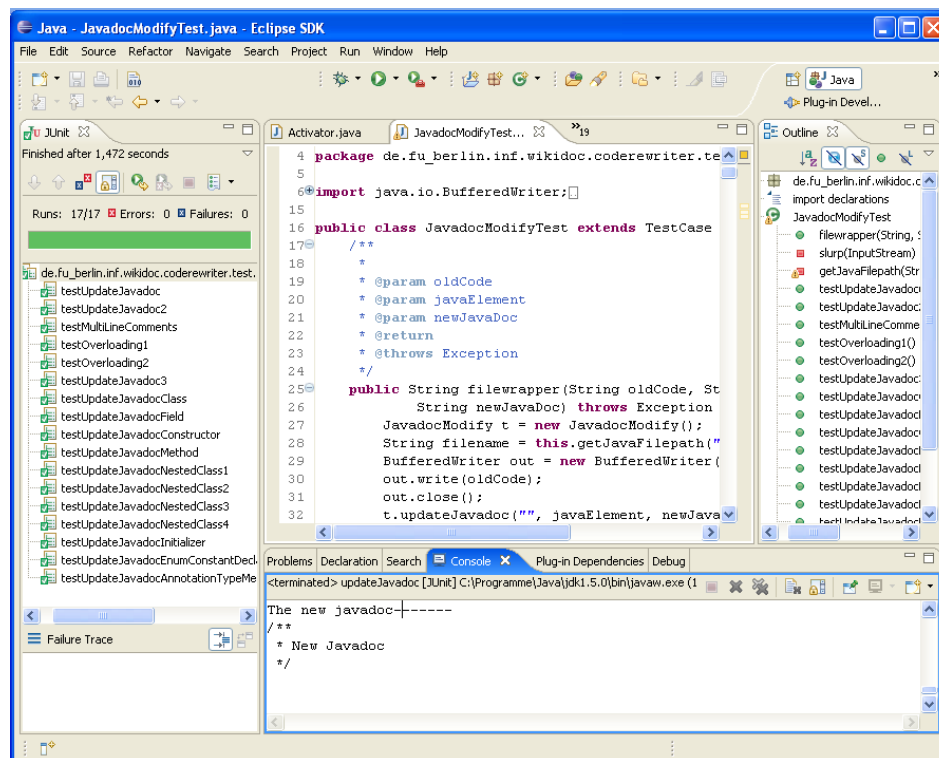 Java - JavadocModifyTest.java - Eclipse SDK
File Edit Source Refactor Navigate Search Project Run Window Help
Java
Plug-in Devel...
JUnit
Finished after 1,472 seconds
Runs: 17/17 Errors: 0 Failures: 0
de.fu_berlin.inf.wikidoc.coderewriter.test.
testUpdateJavadoc
testUpdateJavadoc2
testMultiLineComments
testOverloading1
testOverloading2
testUpdateJavadoc3
testUpdateJavadocClass
testUpdateJavadocField
testUpdateJavadocConstructor
testUpdateJavadocMethod
testUpdateJavadocNestedClass1
testUpdateJavadocNestedClass2
testUpdateJavadocNestedClass3
testUpdateJavadocNestedClass4
testUpdateJavadocInitializer
testUpdateJavadocEnumConstantDecl
testUpdateJavadocAnnotationTypeMe
Failure Trace
Activator.java JavadocModifyTest... 19
4 package de.fu_berlin.inf.wikidoc.coderewriter.te
5
6 import java.io.BufferedWriter;
15
16 public class JavadocModifyTest extends TestCase
17 /**
18 *
19 * @param oldCode
20 * @param javaElement
21 * @param newJavaDoc
22 * @return
23 * @throws Exception
24 */
25 public String filewrapper(String oldCode, St
26 String newJavaDoc) throws Exception
27 JavadocModify t = new JavadocModify();
28 String filename = this.getJavaFilepath("
29 BufferedWriter out = new BufferedWriter(
30 out.write(oldCode);
31 out.close();
32 t.updateJavadoc("", javaElement, newJava
Outline
de.fu_berlin.inf.wikidoc.c
import declarations
JavadocModifyTest
filewrapper(String, S
slurp(InputStream)
getJavaFilepath(Str
testUpdateJavadoc
testUpdateJavadoc2
testMultiLineComme
testOverloading1()
testOverloading2()
testUpdateJavadoc
testUpdateJavadoc
testUpdateJavadoc
testUpdateJavadoc
testUpdateJavadoc
testUpdateJavadoc
testUpdateJavadoc
testUpdateJavadoc
testUpdateJavadoc
Problems Declaration Search Console Plug-in Dependencies Debug
<terminated> updateJavadoc [JUnit] C:\Programme\Java\jdk1.5.0\bin\javaw.exe (1
The new javadoc-------
/**
* New Javadoc
*/